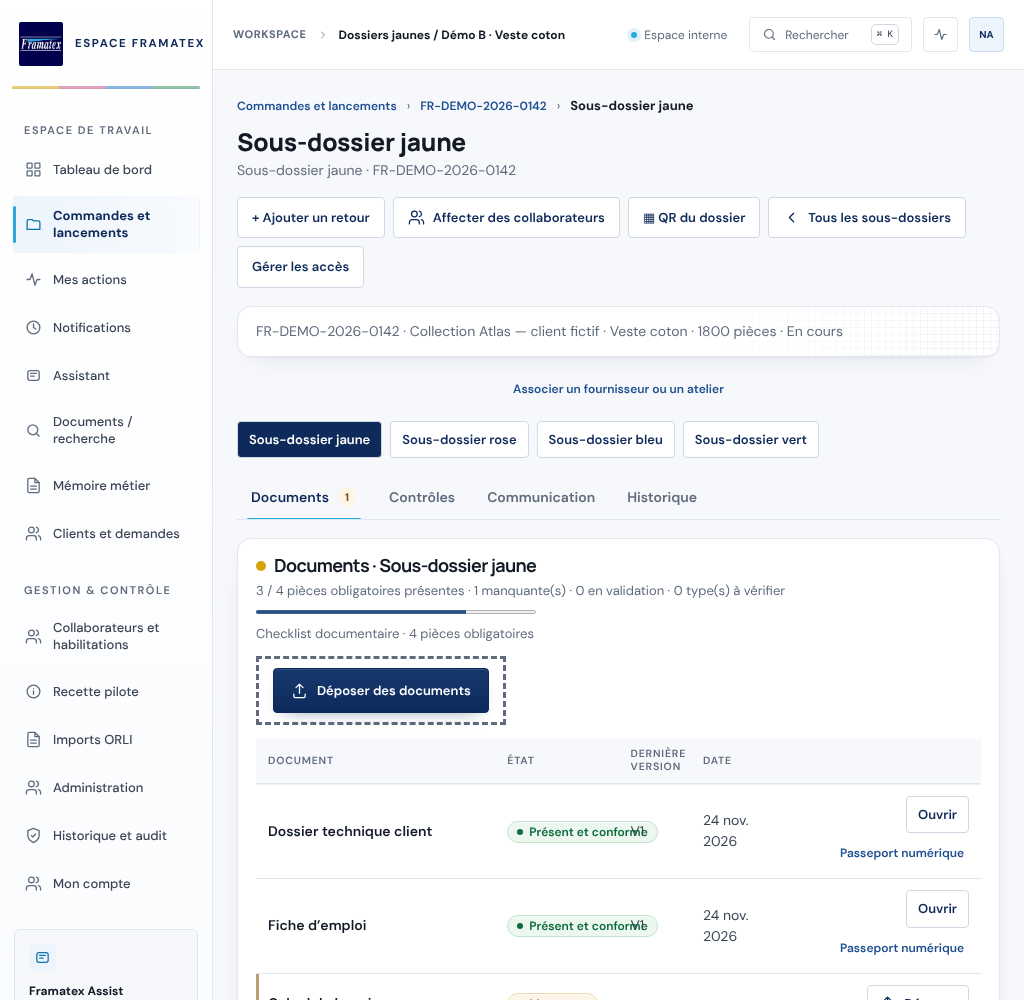 Framatex
ESPACE FRAMATEX
ESPACE DE TRAVAIL
Tableau de bord
Commandes et
lancements
Mes actions
Notifications
Assistant
Documents /
recherche
Mémoire métier
Clients et demandes
GESTION & CONTRÔLE
Collaborateurs et
habilitations
Recette pilote
Imports ORLI
Administration
Historique et audit
Mon compte
Framatex Assist
WORKSPACE › Dossiers jaunes / Démo B · Veste coton
Espace interne
Rechercher ⌘ K
NA
Commandes et lancements › FR-DEMO-2026-0142 › Sous-dossier jaune
Sous-dossier jaune
Sous-dossier jaune · FR-DEMO-2026-0142
+ Ajouter un retour
Affecter des collaborateurs
QR du dossier
Tous les sous-dossiers
Gérer les accès
FR-DEMO-2026-0142 · Collection Atlas — client fictif · Veste coton · 1800 pièces · En cours
Associer un fournisseur ou un atelier
Sous-dossier jaune
Sous-dossier rose
Sous-dossier bleu
Sous-dossier vert
Documents 1
Contrôles
Communication
Historique
Documents · Sous-dossier jaune
3 / 4 pièces obligatoires présentes · 1 manquante(s) · 0 en validation · 0 type(s) à vérifier
Checklist documentaire · 4 pièces obligatoires
Déposer des documents
DOCUMENT
ÉTAT
DERNIÈRE
VERSION
DATE
Dossier technique client
Présent et conforme
V1
24 nov.
2026
Ouvrir
Passeport numérique
Fiche d’emploi
Présent et conforme
V1
24 nov.
2026
Ouvrir
Passeport numérique